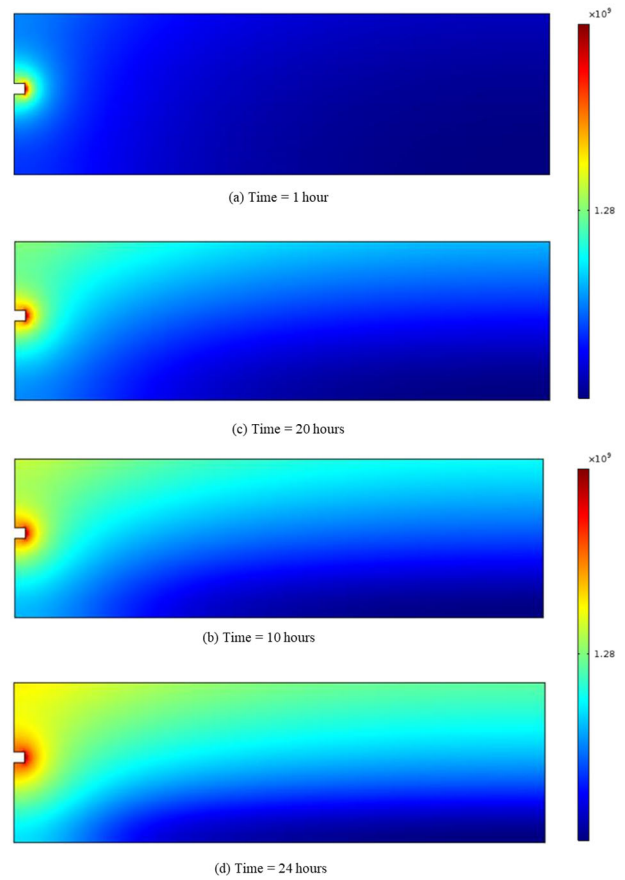 ×10⁹
1.28
(a) Time = 1 hour
(c) Time = 20 hours
×10⁹
1.28
(b) Time = 10 hours
(d) Time = 24 hours